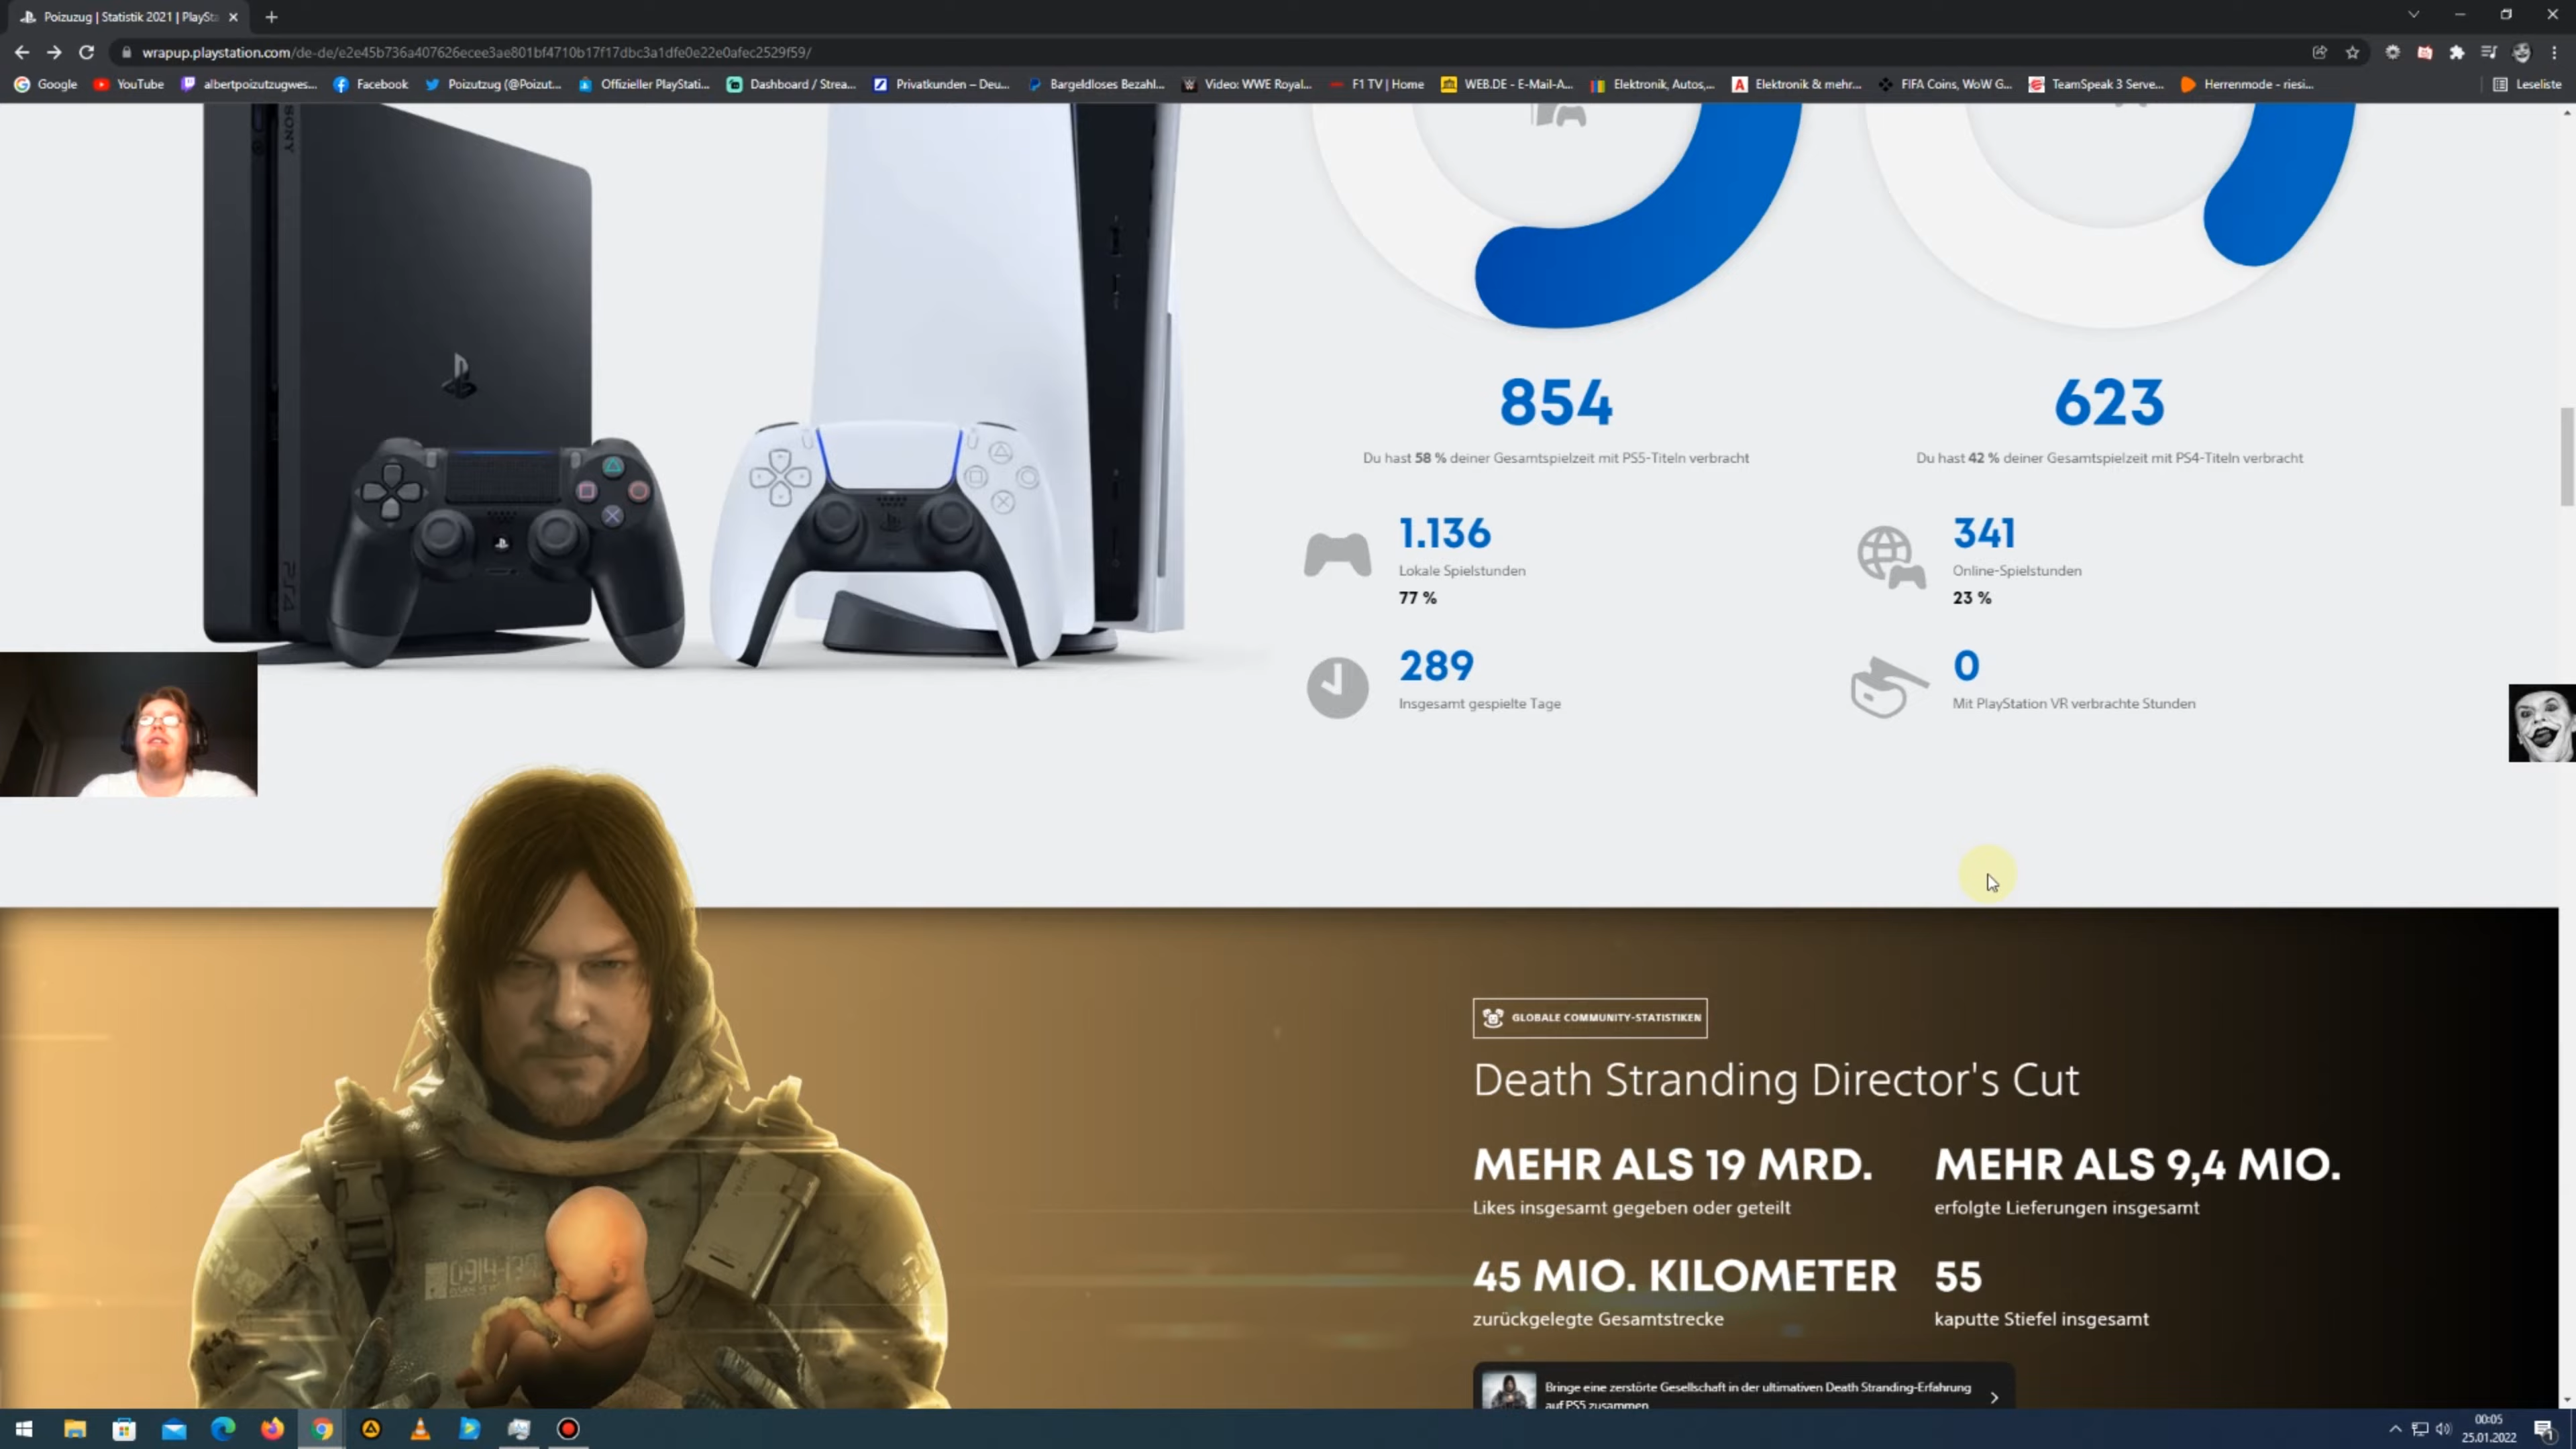 Poizuzug | Statistik 2021 | PlaySta
wrapup.playstation.com/de-de/e2e45b736a407626ecee3ae801bf4710b17f17dbc3a1dfe0e22e0afec2529f59/
Google YouTube albertpoizutzugwes... Facebook Poizutzug (@Poizut... Offizieller PlayStati... Dashboard / Strea... Privatkunden – Deu... Bargeldloses Bezahl... Video: WWE Royal... F1 TV | Home WEB.DE - E-Mail-A... Elektronik, Autos,... Elektronik & mehr... FIFA Coins, WoW G... TeamSpeak 3 Serve... Herrenmode - riesi... Leseliste
SONY
854
Du hast 58 % deiner Gesamtspielzeit mit PS5-Titeln verbracht
623
Du hast 42 % deiner Gesamtspielzeit mit PS4-Titeln verbracht
1.136
Lokale Spielstunden
77 %
341
Online-Spielstunden
23 %
PS4
289
Insgesamt gespielte Tage
0
Mit PlayStation VR verbrachte Stunden
GLOBALE COMMUNITY-STATISTIKEN
Death Stranding Director's Cut
MEHR ALS 19 MRD.
Likes insgesamt gegeben oder geteilt
MEHR ALS 9,4 MIO.
erfolgte Lieferungen insgesamt
45 MIO. KILOMETER
zurückgelegte Gesamtstrecke
55
kaputte Stiefel insgesamt
Bringe eine zerstörte Gesellschaft in der ultimativen Death Stranding-Erfahrung
auf PS5 zusammen
00:05
25.01.2022